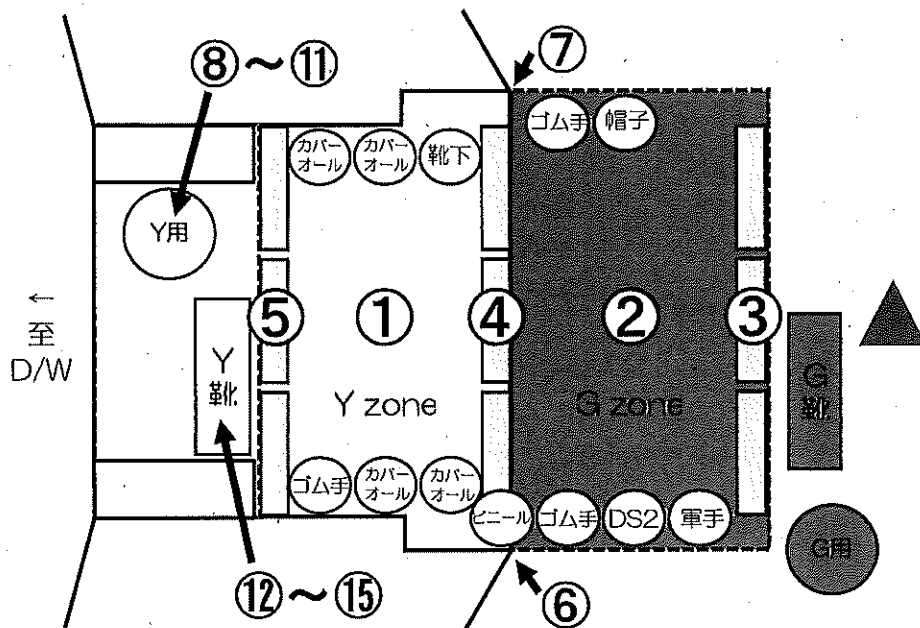 ⑧～⑪
⑦
ゴム手
帽子
カバー
オール
カバー
オール
靴下
Y用
←
至
D/W
⑤
①
④
②
③
Y
靴
Y zone
G zone
G
靴
ゴム手
カバー
オール
カバー
オール
ビニール
ゴム手
DS2
軍手
G用
⑫～⑮
⑥